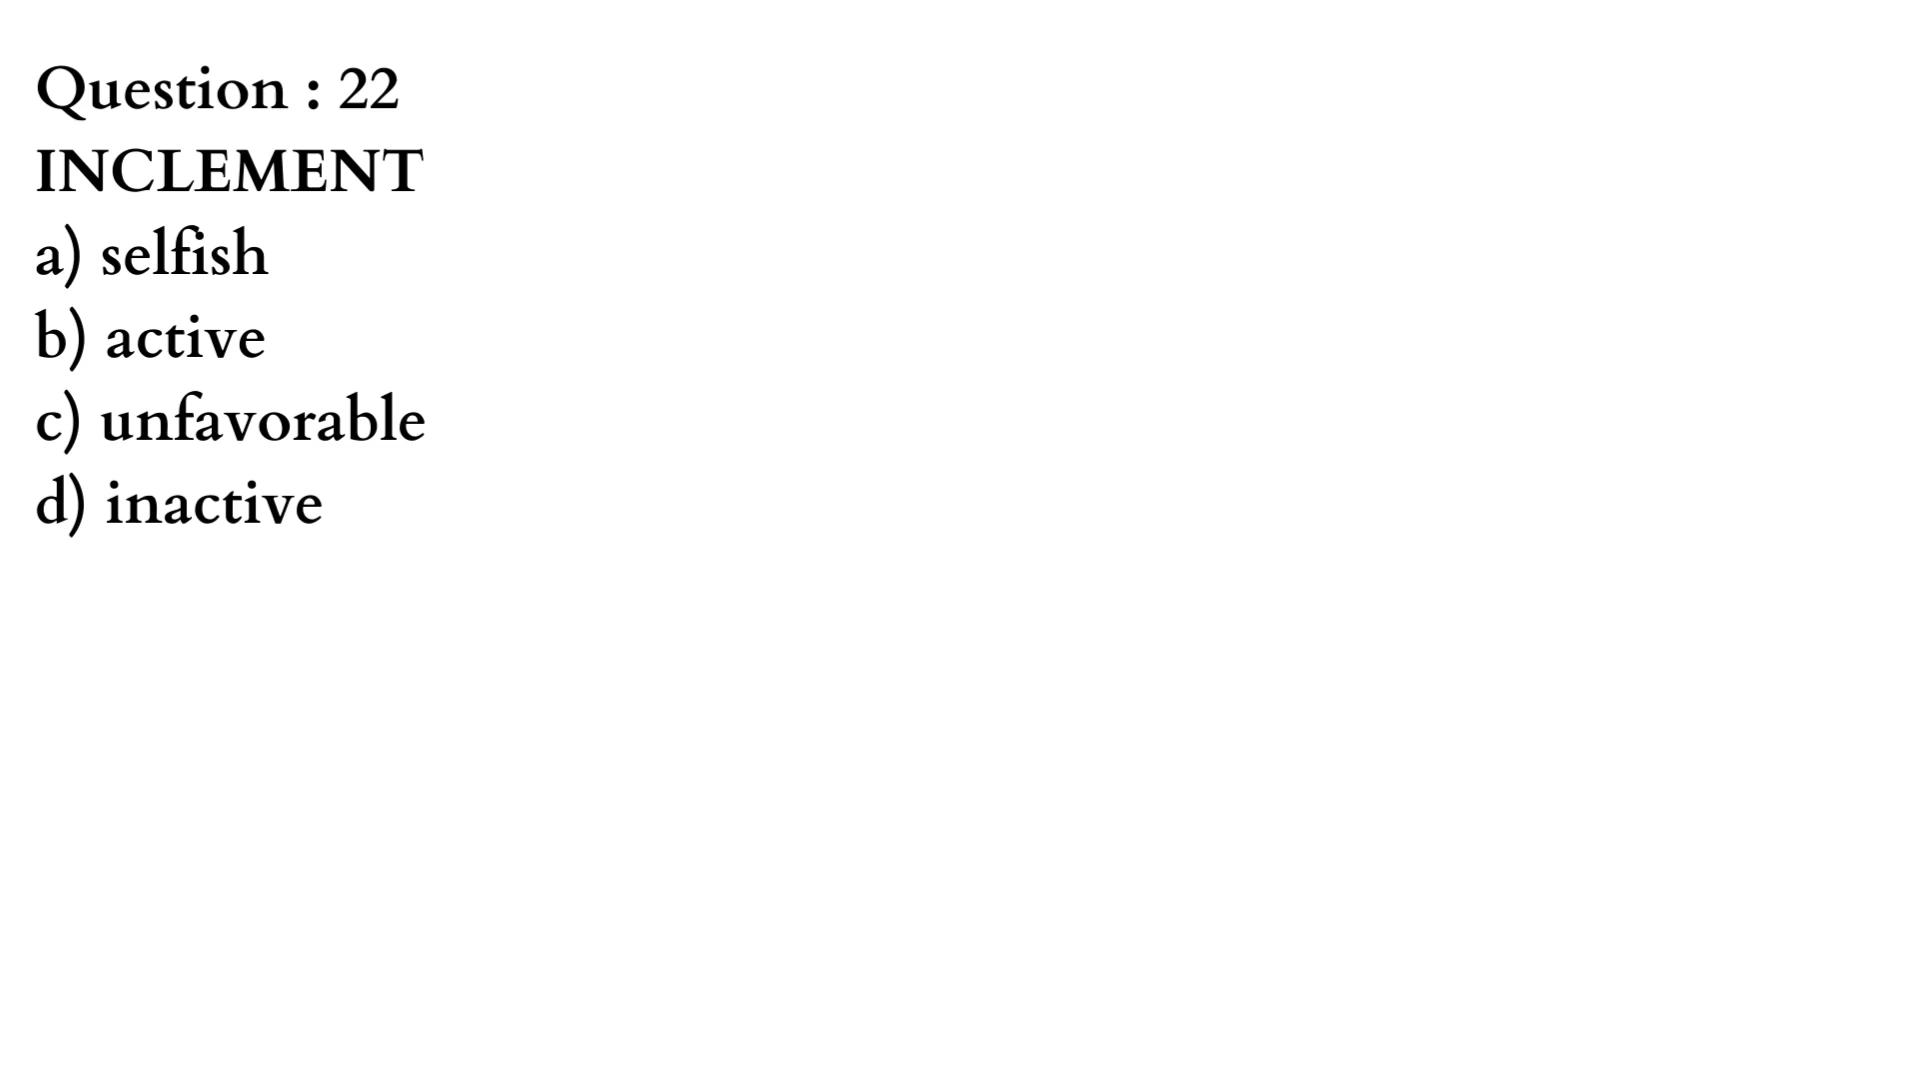 Question : 22
INCLEMENT
a) selfish
b) active
c) unfavorable
d) inactive